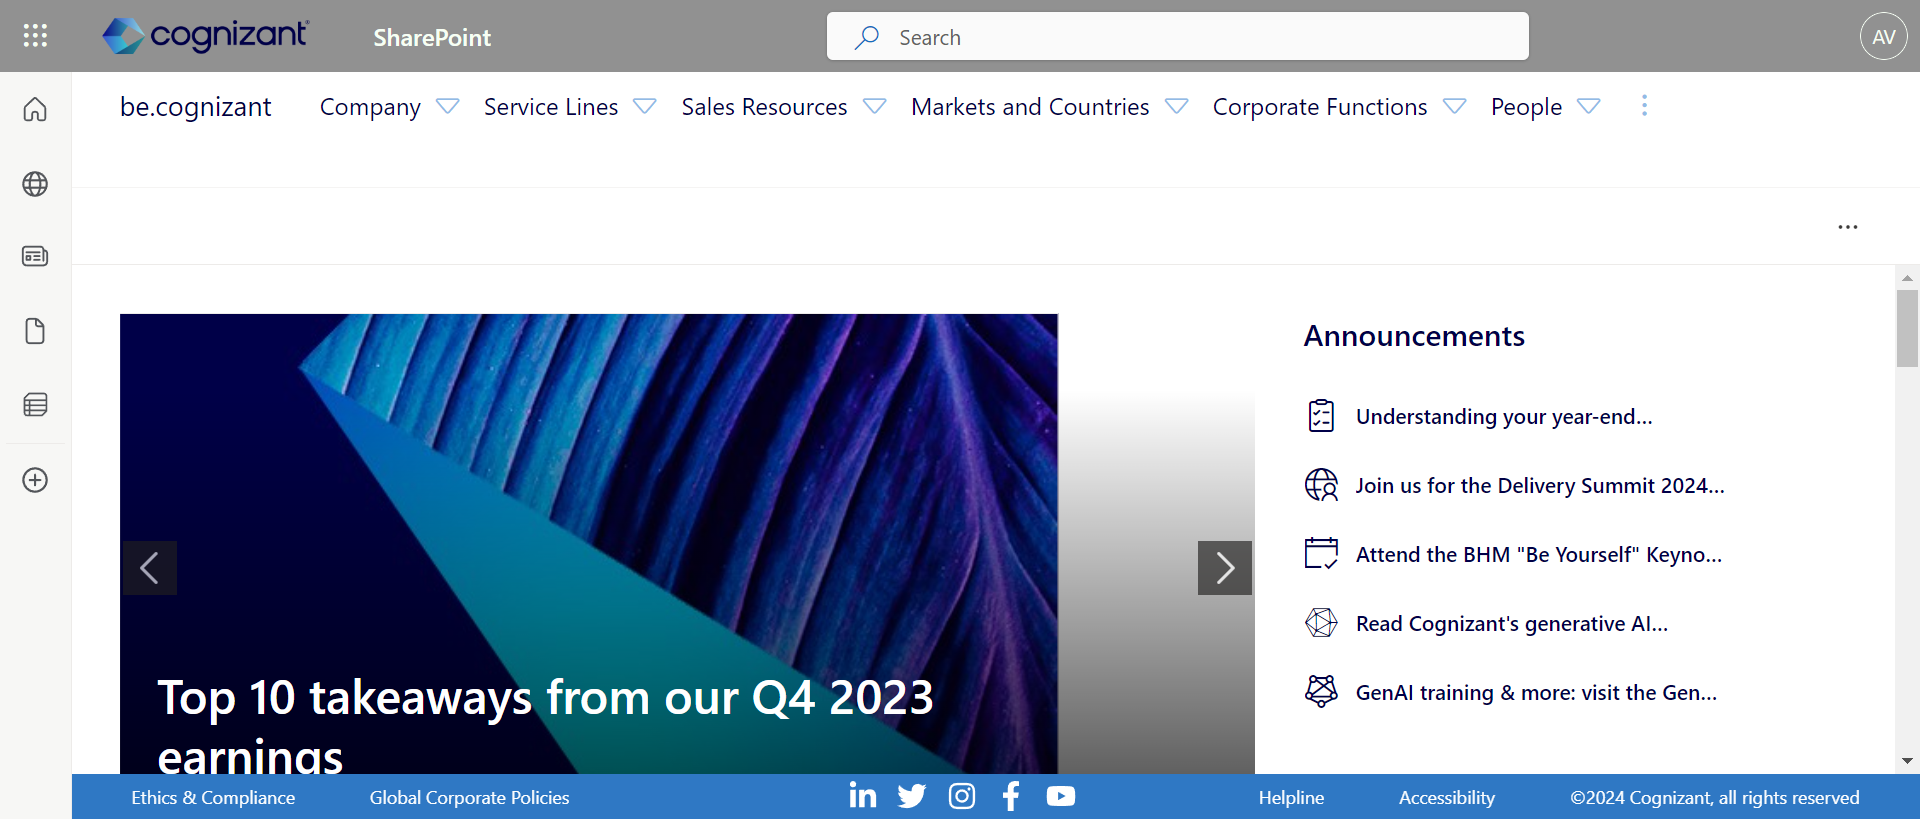 cognizant
SharePoint
Search
AV
be.cognizant
Company
Service Lines
Sales Resources
Markets and Countries
Corporate Functions
People
Top 10 takeaways from our Q4 2023
earnings
Announcements
Understanding your year-end...
Join us for the Delivery Summit 2024...
Attend the BHM "Be Yourself" Keyno...
Read Cognizant's generative AI...
GenAI training & more: visit the Gen...
Ethics & Compliance
Global Corporate Policies
Helpline
Accessibility
©2024 Cognizant, all rights reserved